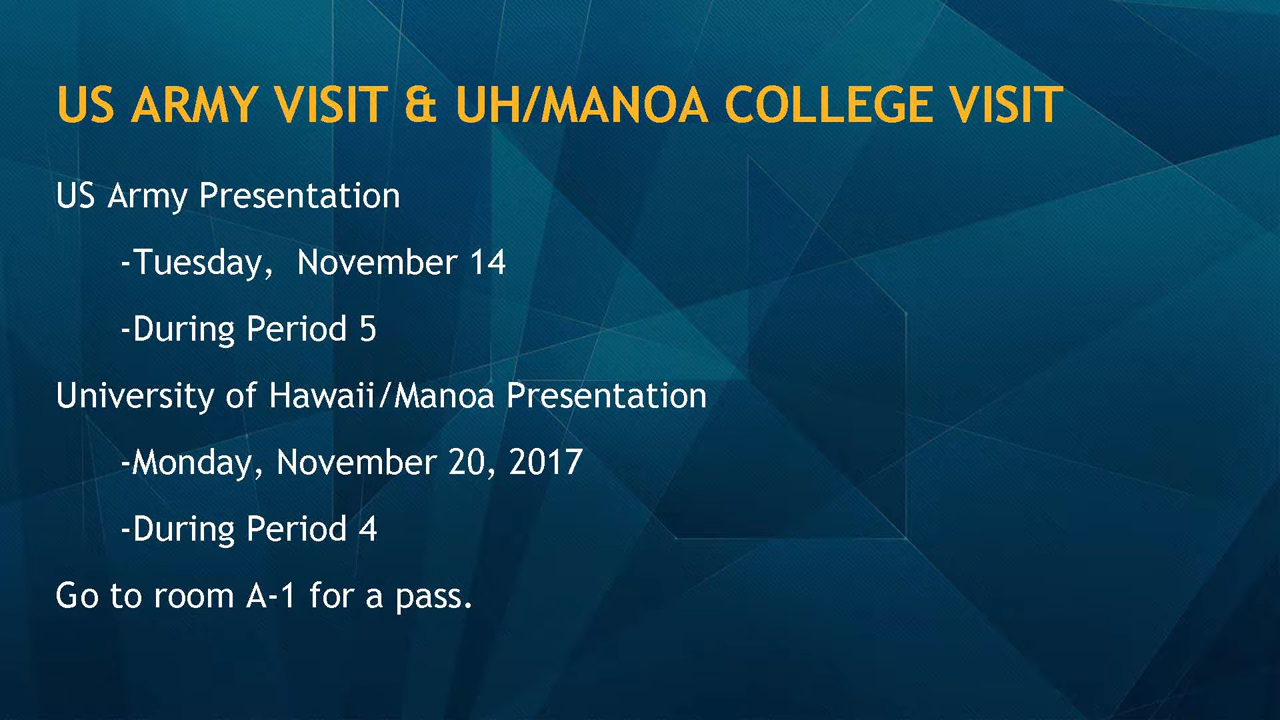 US ARMY VISIT & UH/MANOA COLLEGE VISIT
US Army Presentation
-Tuesday,  November 14
-During Period 5
University of Hawaii/Manoa Presentation
-Monday, November 20, 2017
-During Period 4
Go to room A-1 for a pass.